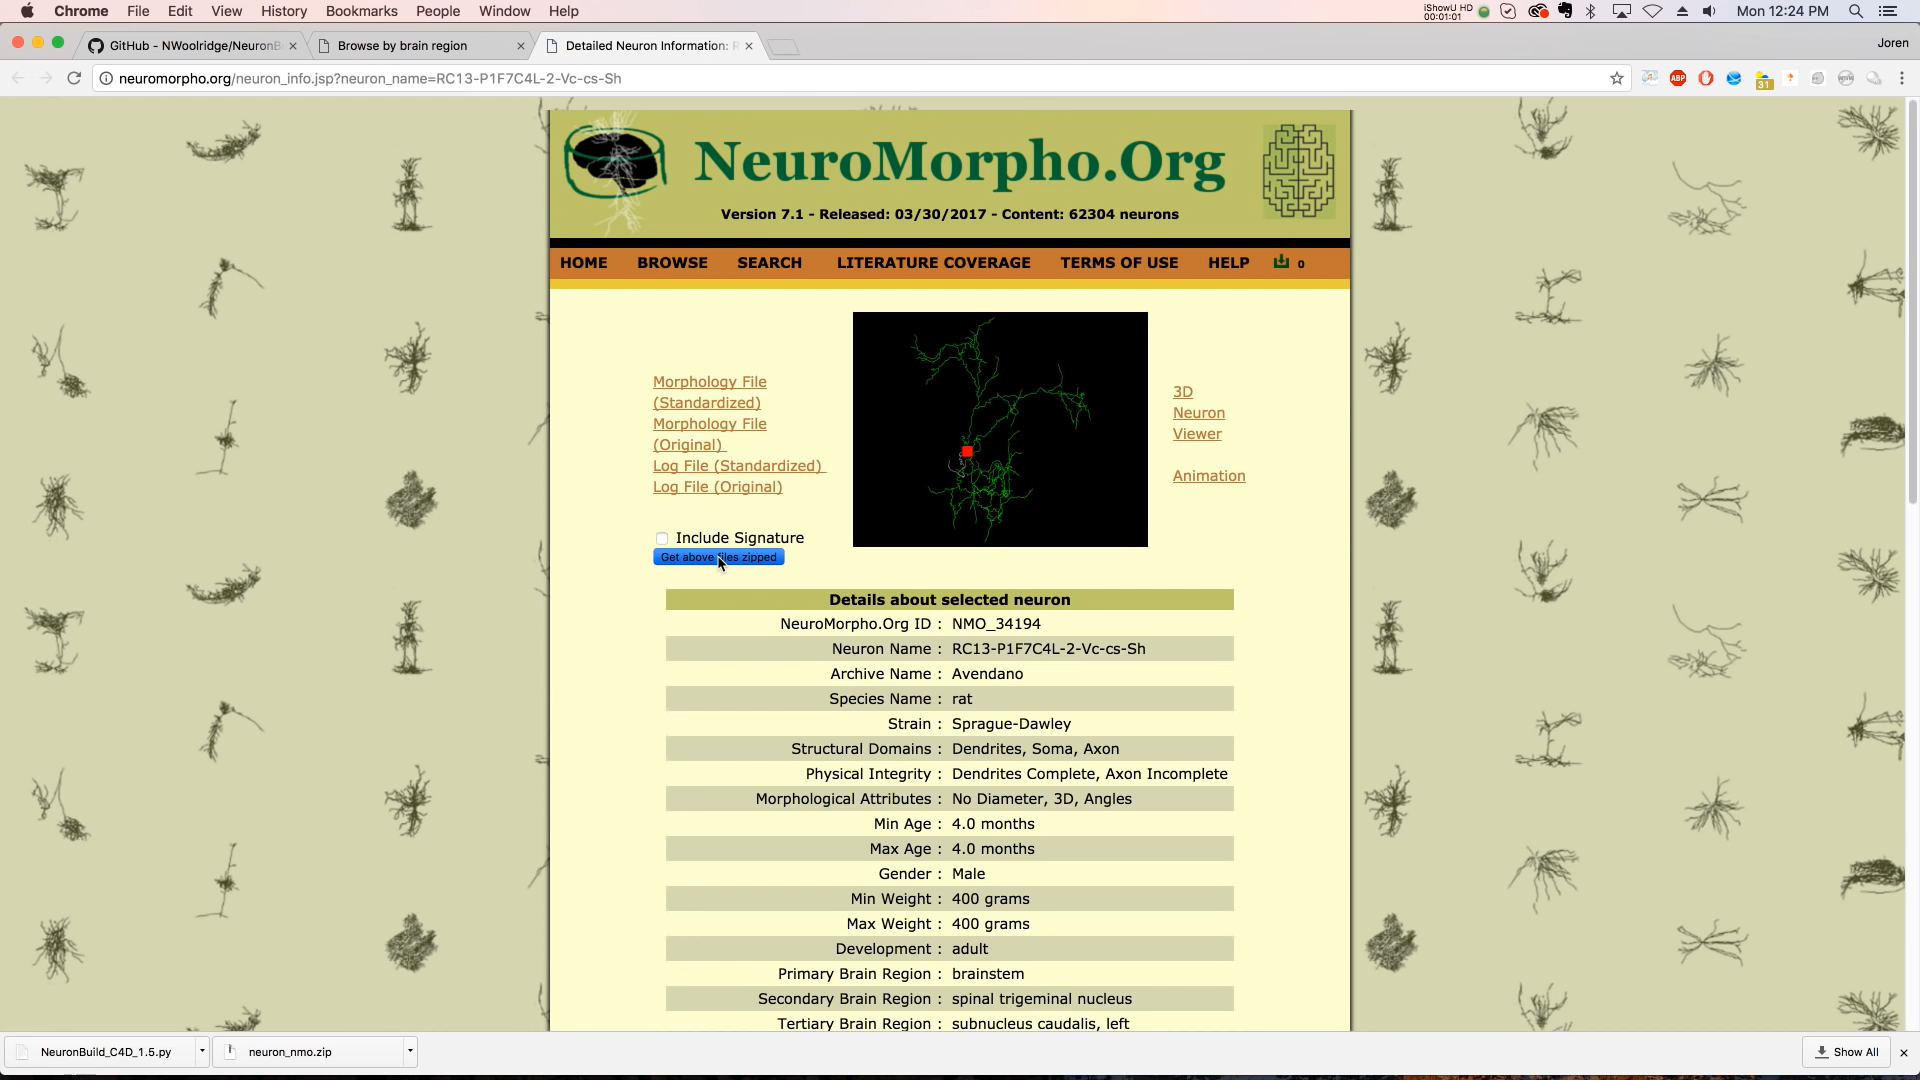 Chrome File Edit View History Bookmarks People Window Help
iShowU HD
00:01:01
Mon 12:24 PM
GitHub - NWoolridge/NeuronB
Browse by brain region
Detailed Neuron Information: R
Joren
neuromorpho.org/neuron_info.jsp?neuron_name=RC13-P1F7C4L-2-Vc-cs-Sh
ABP
31
NeuroMorpho.Org
Version 7.1 - Released: 03/30/2017 - Content: 62304 neurons
HOME BROWSE SEARCH LITERATURE COVERAGE TERMS OF USE HELP 0
Morphology File
(Standardized)
Morphology File
(Original)
Log File (Standardized)
Log File (Original)
3D
Neuron
Viewer
Animation
Include Signature
Get above files zipped
Details about selected neuron
NeuroMorpho.Org ID : NMO_34194
Neuron Name : RC13-P1F7C4L-2-Vc-cs-Sh
Archive Name : Avendano
Species Name : rat
Strain : Sprague-Dawley
Structural Domains : Dendrites, Soma, Axon
Physical Integrity : Dendrites Complete, Axon Incomplete
Morphological Attributes : No Diameter, 3D, Angles
Min Age : 4.0 months
Max Age : 4.0 months
Gender : Male
Min Weight : 400 grams
Max Weight : 400 grams
Development : adult
Primary Brain Region : brainstem
Secondary Brain Region : spinal trigeminal nucleus
Tertiary Brain Region : subnucleus caudalis, left
NeuronBuild_C4D_1.5.py
neuron_nmo.zip
Show All